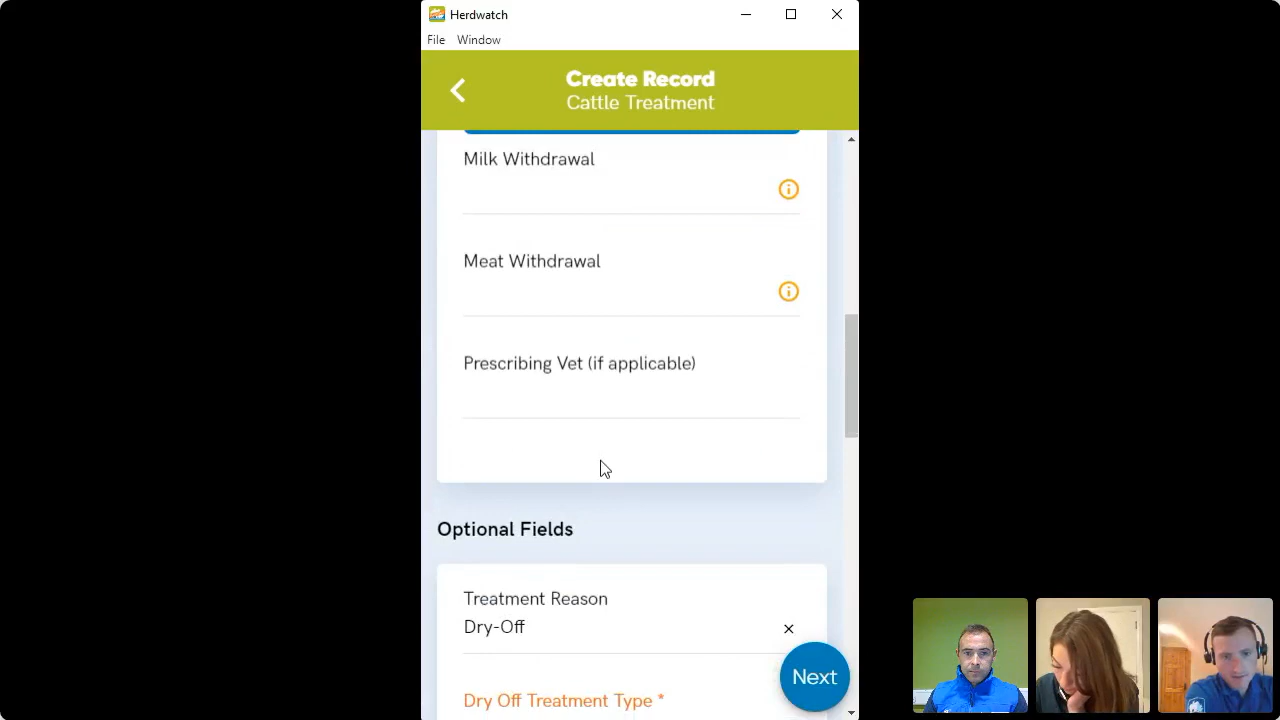 Herdwatch
File Window
Create Record
Cattle Treatment
Milk Withdrawal
Meat Withdrawal
Prescribing Vet (if applicable)
Optional Fields
Treatment Reason
Dry-Off
Next
Dry Off Treatment Type *